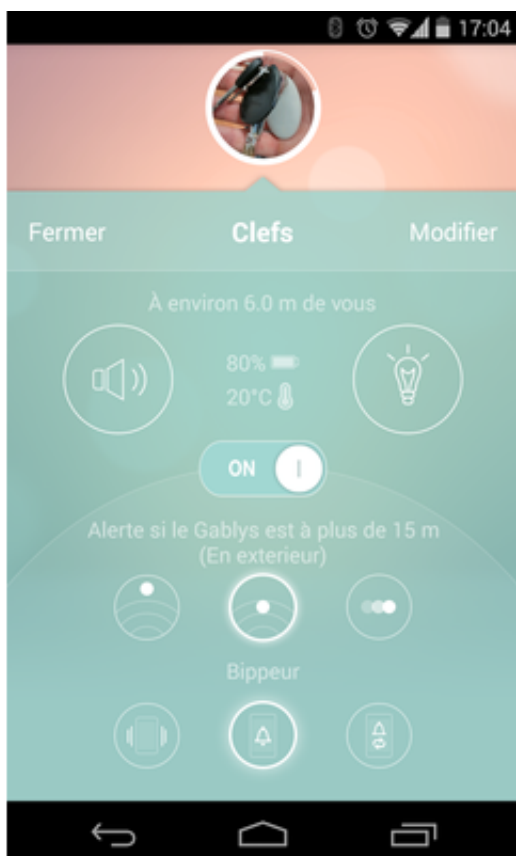 17:04
Fermer Clefs Modifier
À environ 6.0 m de vous
80%
20°C
ON
Alerte si le Gablys est à plus de 15 m
(En exterieur)
Bippeur